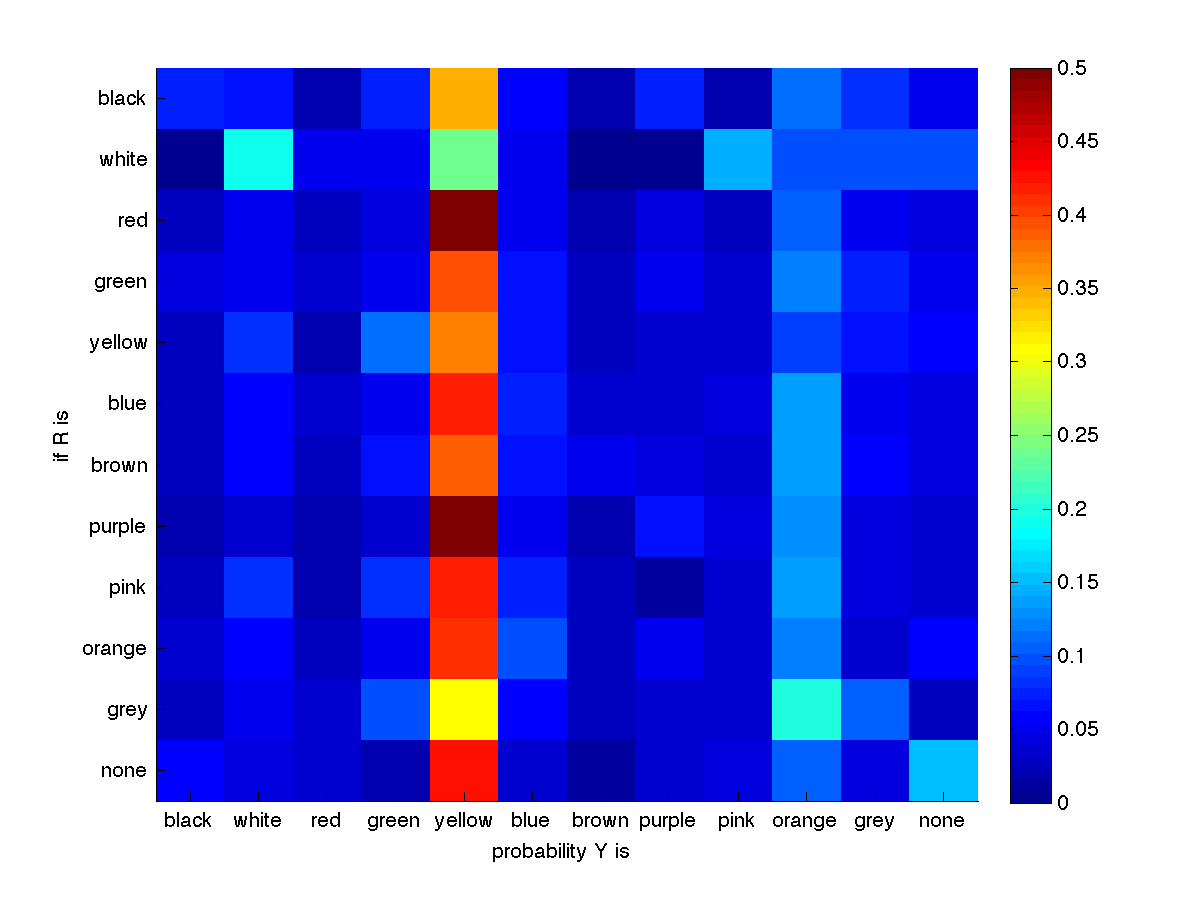 black
white
red
green
yellow
blue
brown
purple
pink
orange
grey
none
if R is
black white red green yellow blue brown purple pink orange grey none
probability Y is
0.5
0.45
0.4
0.35
0.3
0.25
0.2
0.15
0.1
0.05
0